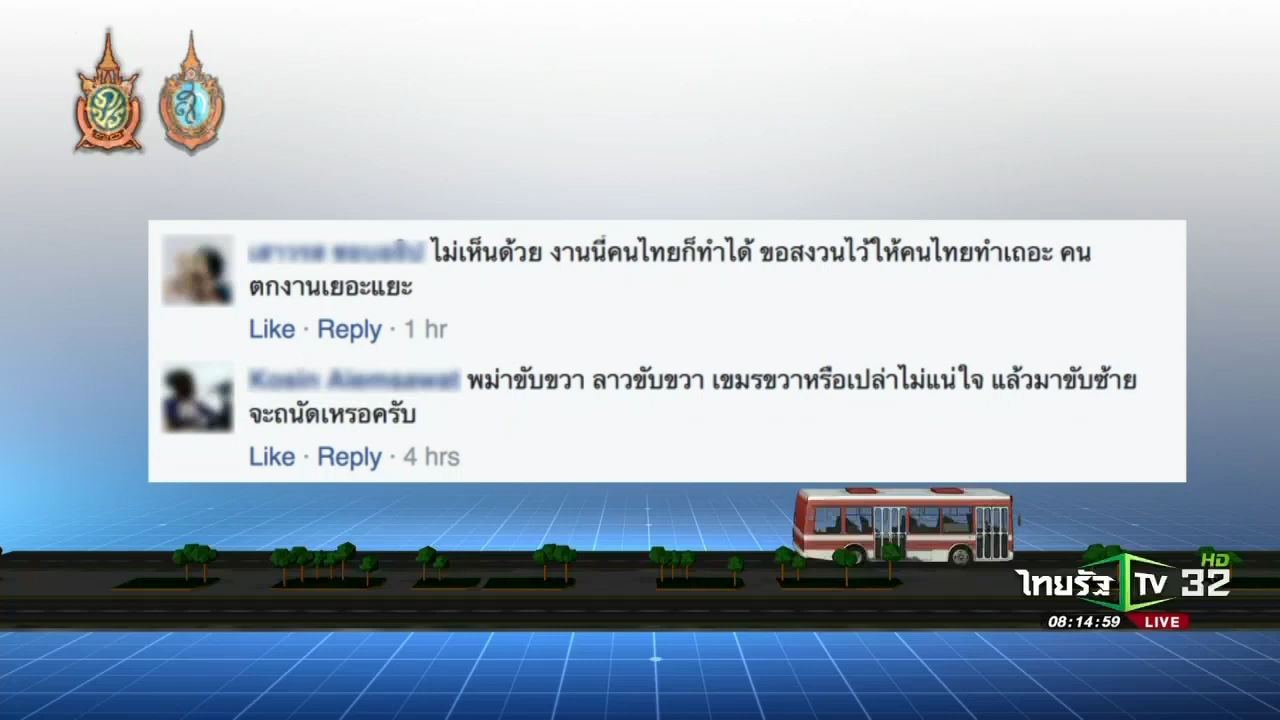 ไม่เห็นด้วย งานนี้คนไทยก็ทำได้ ขอสงวนไว้ให้คนไทยทำเถอะ คน
ตกงานเยอะแยะ
Like · Reply · 1 hr
พม่าขับขวา ลาวขับขวา เขมรขวาหรือเปล่าไม่แน่ใจ แล้วมาขับซ้าย
จะถนัดเหรอครับ
Like · Reply · 4 hrs
ไทยรัฐ TV 32 HD
08:14:59 LIVE